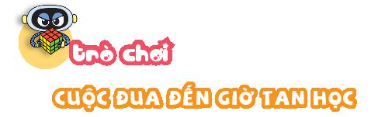 trò chơi
CUỘC ĐUA ĐẾN GIỜ TAN HỌC